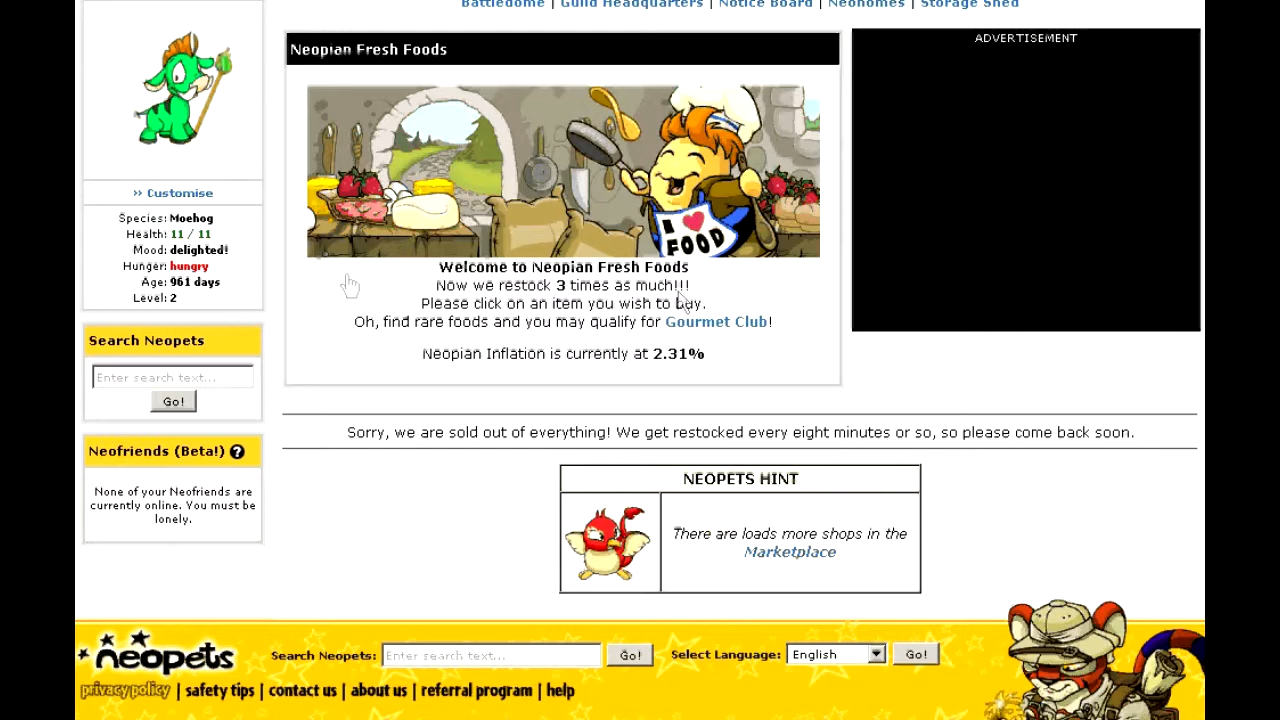 Battledome | Guild Headquarters | Notice Board | Neohomes | Storage Shed
Neopian Fresh Foods
ADVERTISEMENT
I
FOOD
>> Customise
Species: Moehog
Health: 11 / 11
Mood: delighted!
Hunger: hungry
Age: 961 days
Level: 2
Welcome to Neopian Fresh Foods
Now we restock 3 times as much!!!
Please click on an item you wish to buy.
Oh, find rare foods and you may qualify for Gourmet Club!
Neopian Inflation is currently at 2.31%
Search Neopets
Enter search text...
Go!
Sorry, we are sold out of everything! We get restocked every eight minutes or so, so please come back soon.
Neofriends (Beta!) ?
None of your Neofriends are
currently online. You must be
lonely.
NEOPETS HINT
There are loads more shops in the
Marketplace
neopets
Search Neopets: Enter search text... Go! Select Language: English Go!
privacy policy | safety tips | contact us | about us | referral program | help